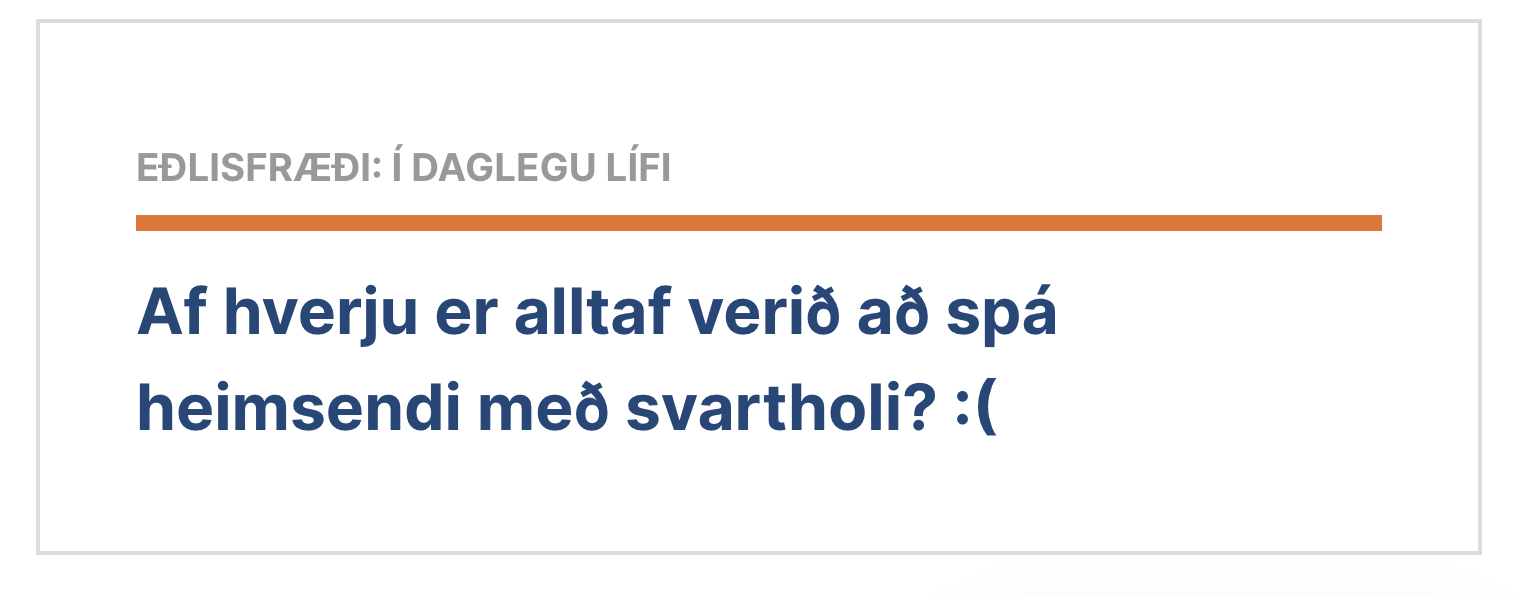 EÐLISFRÆÐI: Í DAGLEGU LÍFI
Af hverju er alltaf verið að spá
heimsendi með svartholi? :(